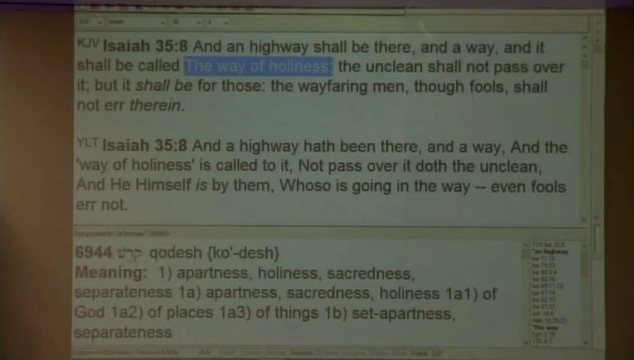 KJV Isaiah 35:8 And an highway shall be there, and a way, and it
shall be called The way of holiness; the unclean shall not pass over
it; but it shall be for those: the wayfaring men, though fools, shall
not err therein.
YLT Isaiah 35:8 And a highway hath been there, and a way, And the
'way of holiness' is called to it, Not pass over it doth the unclean,
And He Himself is by them, Whoso is going in the way -- even fools
err not.
6944 קדש qodesh {ko'-desh}
Meaning: 1) apartness, holiness, sacredness,
separateness 1a) apartness, sacredness, holiness 1a1) of
God 1a2) of places 1a3) of things 1b) set-apartness,
separateness